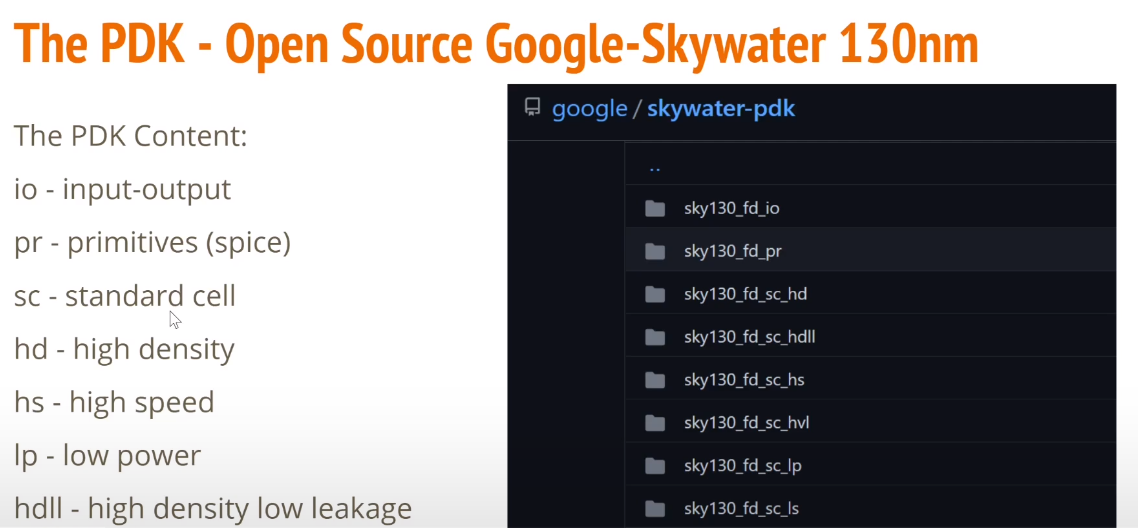 The PDK - Open Source Google-Skywater 130nm
The PDK Content:
io - input-output
pr - primitives (spice)
sc - standard cell
hd - high density
hs - high speed
lp - low power
hdll - high density low leakage
google / skywater-pdk
..
sky130_fd_io
sky130_fd_pr
sky130_fd_sc_hd
sky130_fd_sc_hdll
sky130_fd_sc_hs
sky130_fd_sc_hvl
sky130_fd_sc_lp
sky130_fd_sc_ls